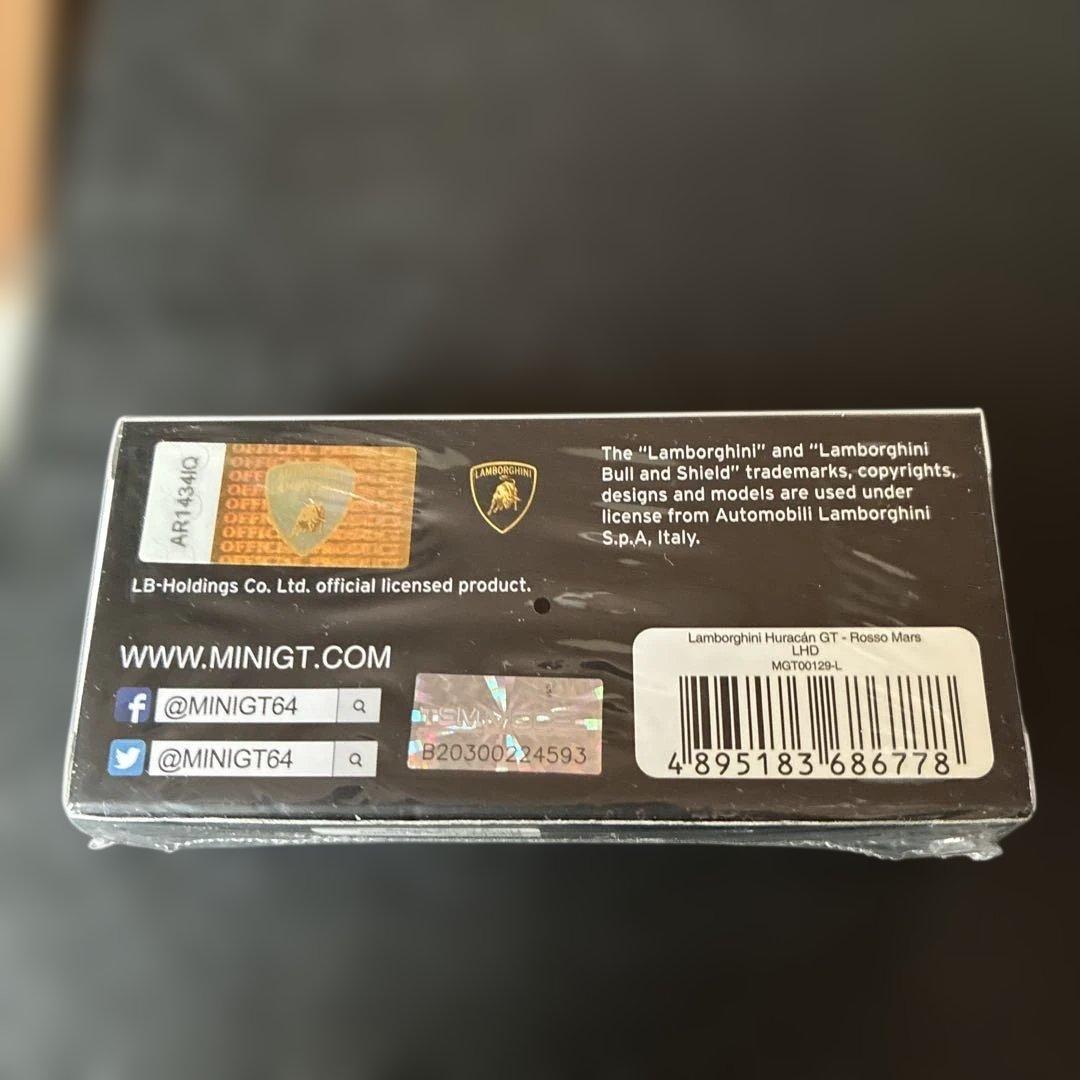 AR1434IQ
OFFICIAL
LAMBORGHINI
The “Lamborghini” and “Lamborghini
Bull and Shield” trademarks, copyrights,
designs and models are used under
license from Automobili Lamborghini
S.p.A, Italy.
LB-Holdings Co. Ltd. official licensed product.
WWW.MINIGT.COM
@MINIGT64
@MINIGT64
B20300224593
Lamborghini Huracán GT - Rosso Mars
LHD
MGT00129-L
4 895183 686778